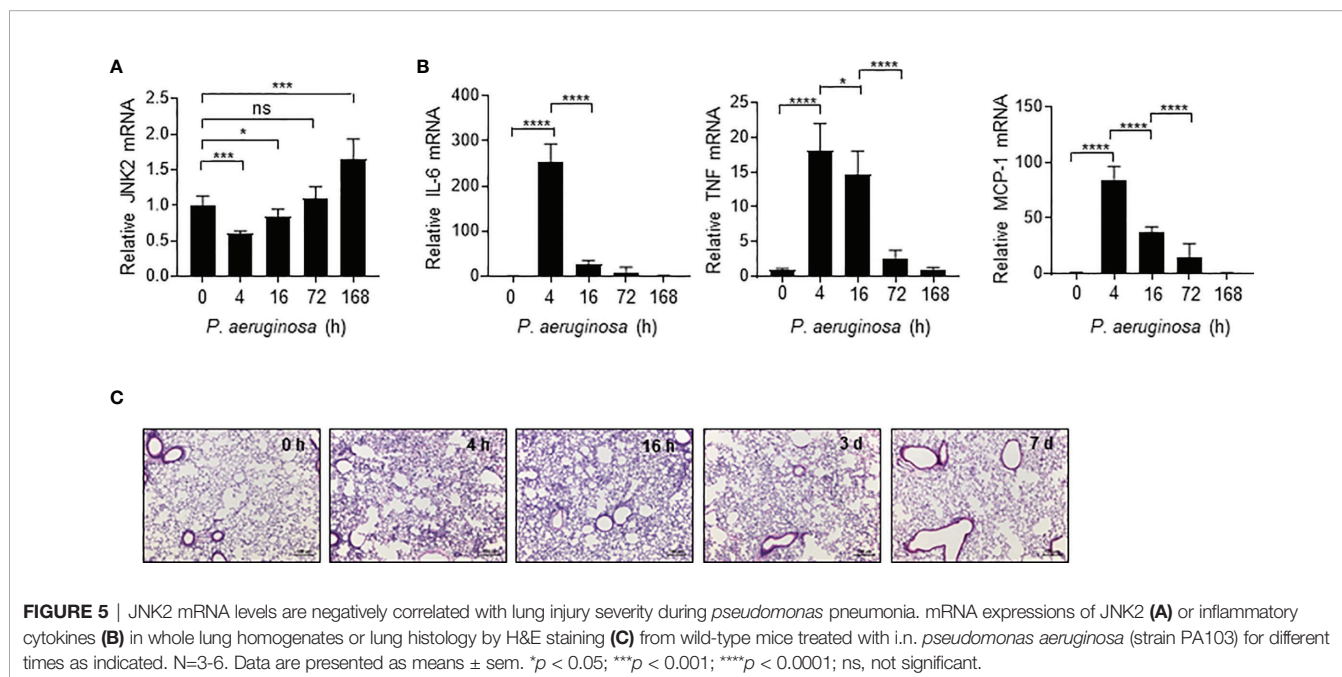 A
B
***
ns
*
***
Relative JNK2 mRNA
2.5
2.0
1.5
1.0
0.5
0.0
0 4 16 72 168
P. aeruginosa (h)
****
****
Relative IL-6 mRNA
400
300
200
100
0
0 4 16 72 168
P. aeruginosa (h)
****
*
****
Relative TNF mRNA
25
20
15
10
5
0
0 4 16 72 168
P. aeruginosa (h)
****
****
****
Relative MCP-1 mRNA
150
100
50
0
0 4 16 72 168
P. aeruginosa (h)
C
0 h
4 h
16 h
3 d
7 d
FIGURE 5 | JNK2 mRNA levels are negatively correlated with lung injury severity during pseudomonas pneumonia. mRNA expressions of JNK2 (A) or inflammatory
cytokines (B) in whole lung homogenates or lung histology by H&E staining (C) from wild-type mice treated with i.n. pseudomonas aeruginosa (strain PA103) for different
times as indicated. N=3-6. Data are presented as means ± sem. *p < 0.05; ***p < 0.001; ****p < 0.0001; ns, not significant.